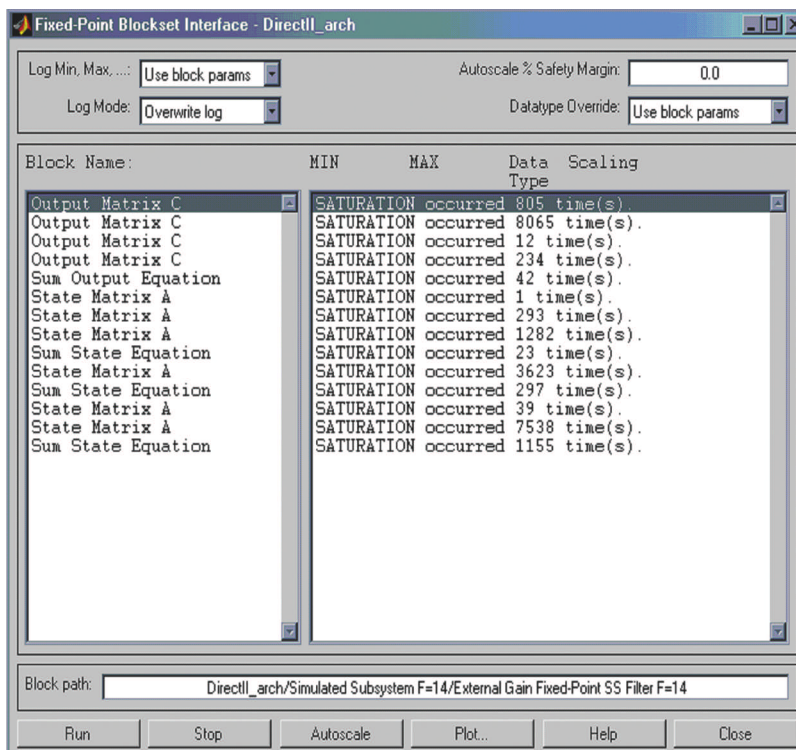 Fixed-Point Blockset Interface - DirectII_arch
Log Min, Max, ...: Use block params Autoscale % Safety Margin: 0.0
Log Mode: Overwrite log Datatype Override: Use block params
Block Name: MIN MAX Data Scaling
Type
Output Matrix C SATURATION occurred 805 time(s).
Output Matrix C SATURATION occurred 8065 time(s).
Output Matrix C SATURATION occurred 12 time(s).
Output Matrix C SATURATION occurred 234 time(s).
Sum Output Equation SATURATION occurred 42 time(s).
State Matrix A SATURATION occurred 1 time(s).
State Matrix A SATURATION occurred 293 time(s).
State Matrix A SATURATION occurred 1282 time(s).
Sum State Equation SATURATION occurred 23 time(s).
State Matrix A SATURATION occurred 3623 time(s).
Sum State Equation SATURATION occurred 297 time(s).
State Matrix A SATURATION occurred 39 time(s).
State Matrix A SATURATION occurred 7538 time(s).
Sum State Equation SATURATION occurred 1155 time(s).
Block path: DirectII_arch/Simulated Subsystem F=14/External Gain Fixed-Point SS Filter F=14
Run Stop Autoscale Plot... Help Close